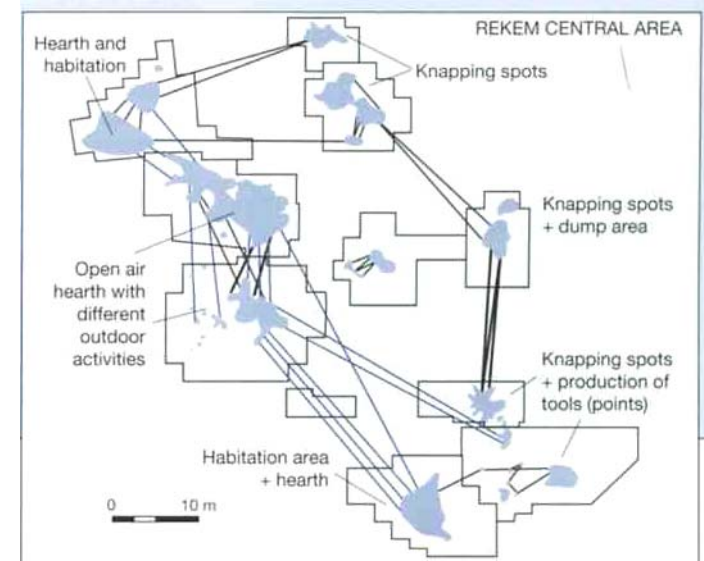 REKEM CENTRAL AREA
Hearth and
habitation
Knapping spots
Knapping spots
+ dump area
Open air
hearth with
different
outdoor
activities
Knapping spots
+ production of
tools (points)
Habitation area
+ hearth
0 10 m